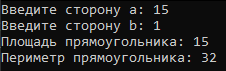 Введите сторону a: 15
Введите сторону b: 1
Площадь прямоугольника: 15
Периметр прямоугольника: 32